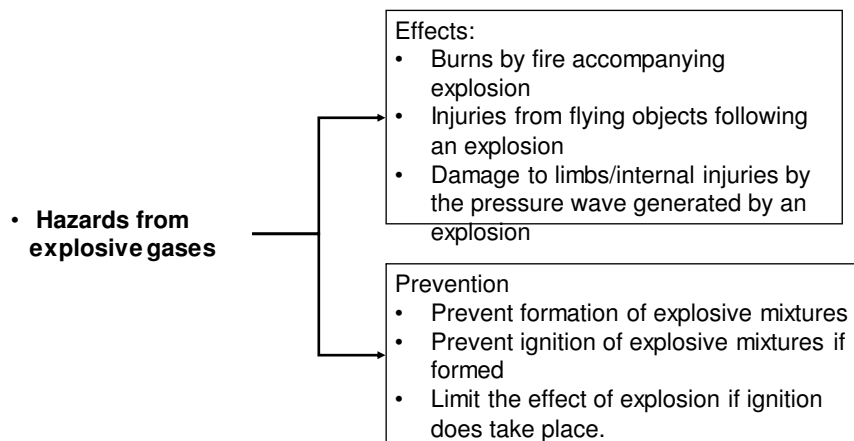 Effects:
• Burns by fire accompanying
explosion
• Injuries from flying objects following
an explosion
• Damage to limbs/internal injuries by
the pressure wave generated by an
explosion
• Hazards from
explosive gases
Prevention
• Prevent formation of explosive mixtures
• Prevent ignition of explosive mixtures if
formed
• Limit the effect of explosion if ignition
does take place.